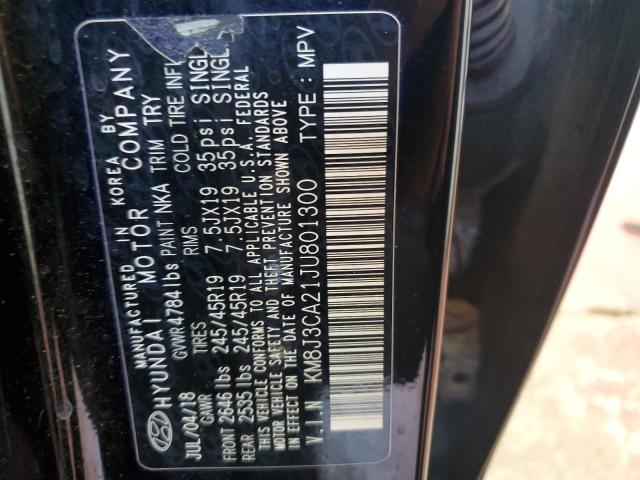 MANUFACTURED IN KOREA BY
HYUNDAI MOTOR COMPANY
JUL/04/18 GVWR 4784 lbs PAINT NKA TRIM TRY
GAWR TIRES RIMS COLD TIRE INFL
FRONT 2646 lbs 245/45R19 7.5JX19 35psi SINGL
REAR 2535 lbs 245/45R19 7.5JX19 35psi SINGL
THIS VEHICLE CONFORMS TO ALL APPLICABLE U.S.A. FEDERAL
MOTOR VEHICLE SAFETY AND THEFT PREVENTION STANDARDS
IN EFFECT ON THE DATE OF MANUFACTURE SHOWN ABOVE
V.I.N KM8J3CA21JU801300 TYPE : MPV